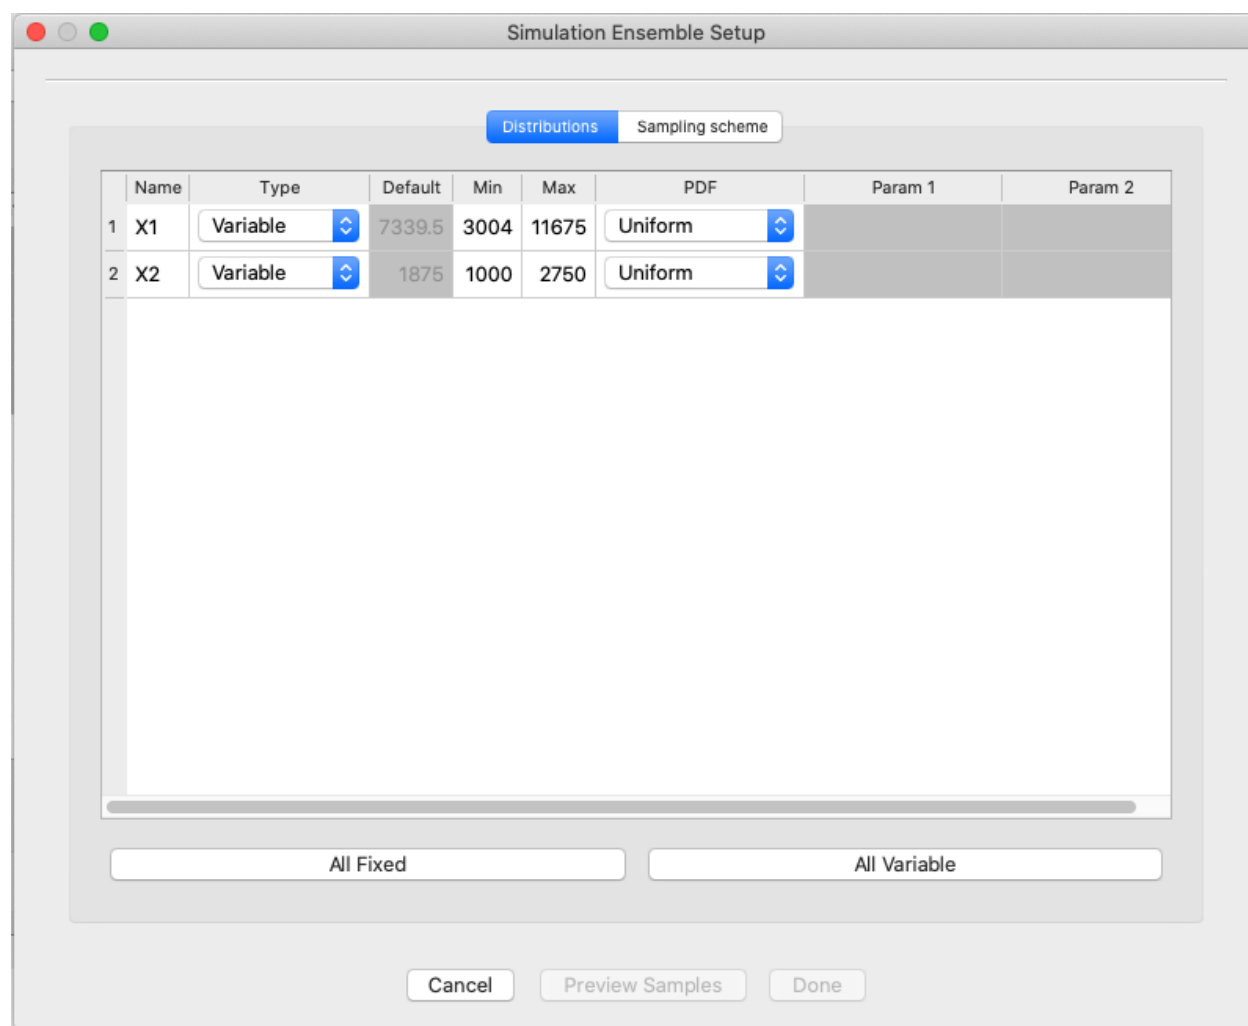 Simulation Ensemble Setup
Distributions Sampling scheme
Name Type Default Min Max PDF Param 1 Param 2
1 X1 Variable 7339.5 3004 11675 Uniform
2 X2 Variable 1875 1000 2750 Uniform
All Fixed All Variable
Cancel Preview Samples Done